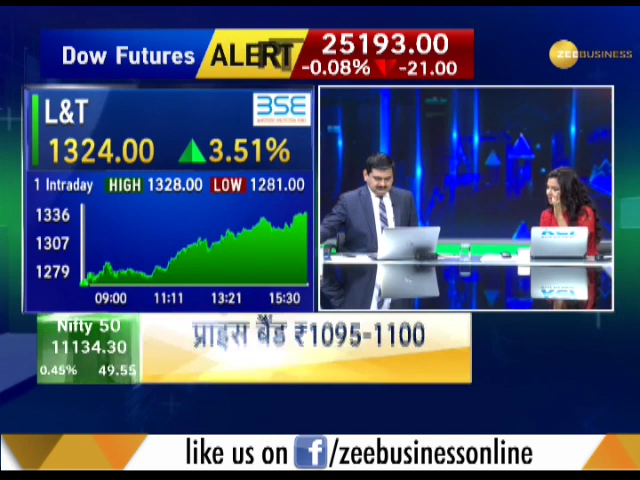 Dow Futures
ALERT
25193.00
-0.08% -21.00
ZEEBUSINESS
L&T
BSE
1324.00 3.51%
1 Intraday HIGH 1328.00 LOW 1281.00
1336
1307
1279
09:00 11:11 13:21 15:30
Nifty 50
11134.30
0.45% 49.55
प्राइस बैंड ₹1095-1100
like us on f/zeebusinessonline